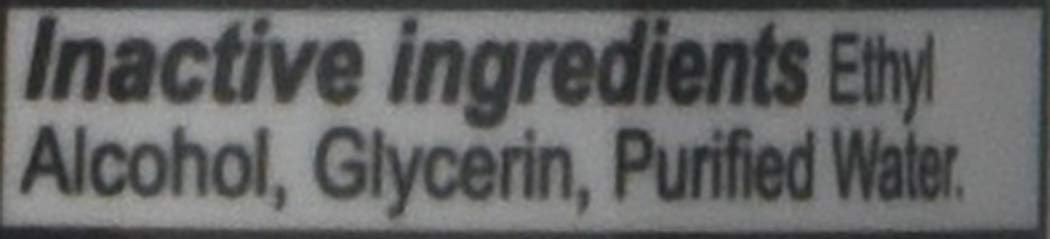 Inactive ingredients Ethyl
Alcohol, Glycerin, Purified Water.